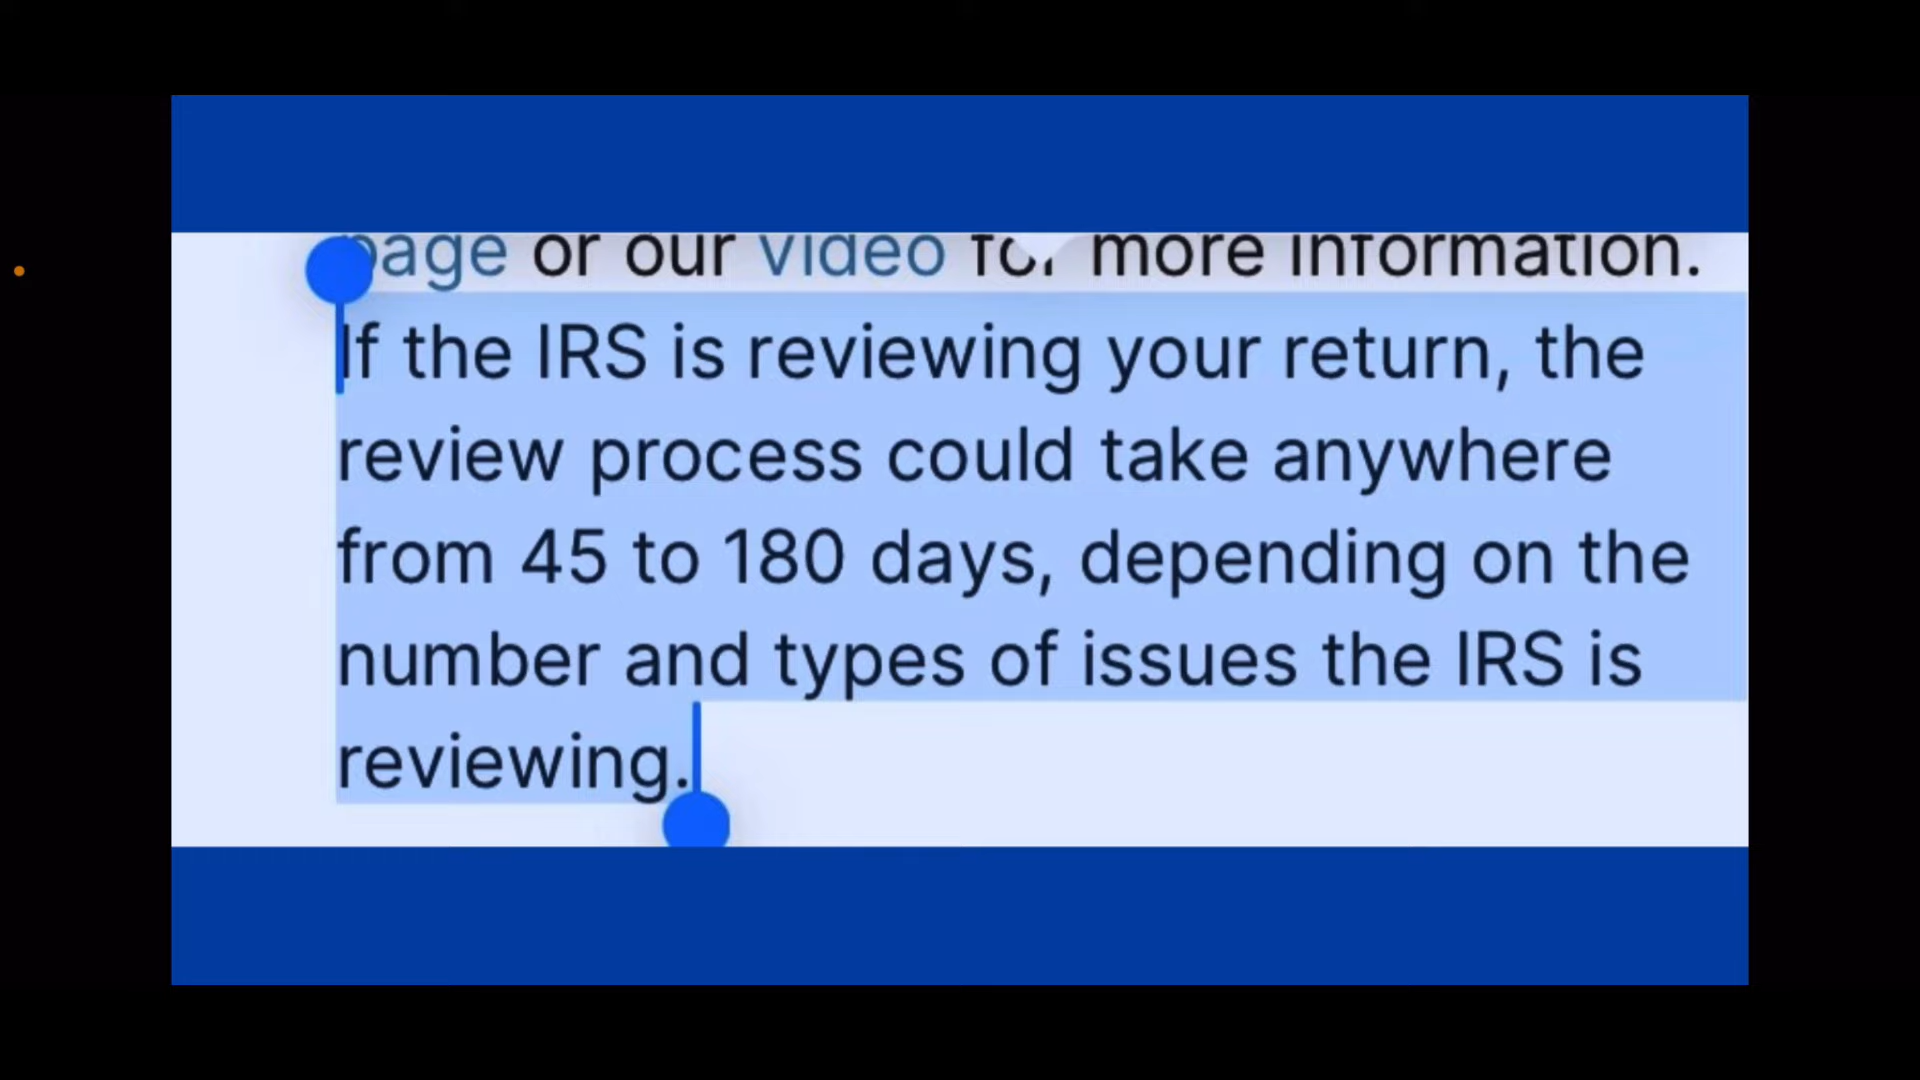 page or our video for more information.
If the IRS is reviewing your return, the
review process could take anywhere
from 45 to 180 days, depending on the
number and types of issues the IRS is
reviewing.